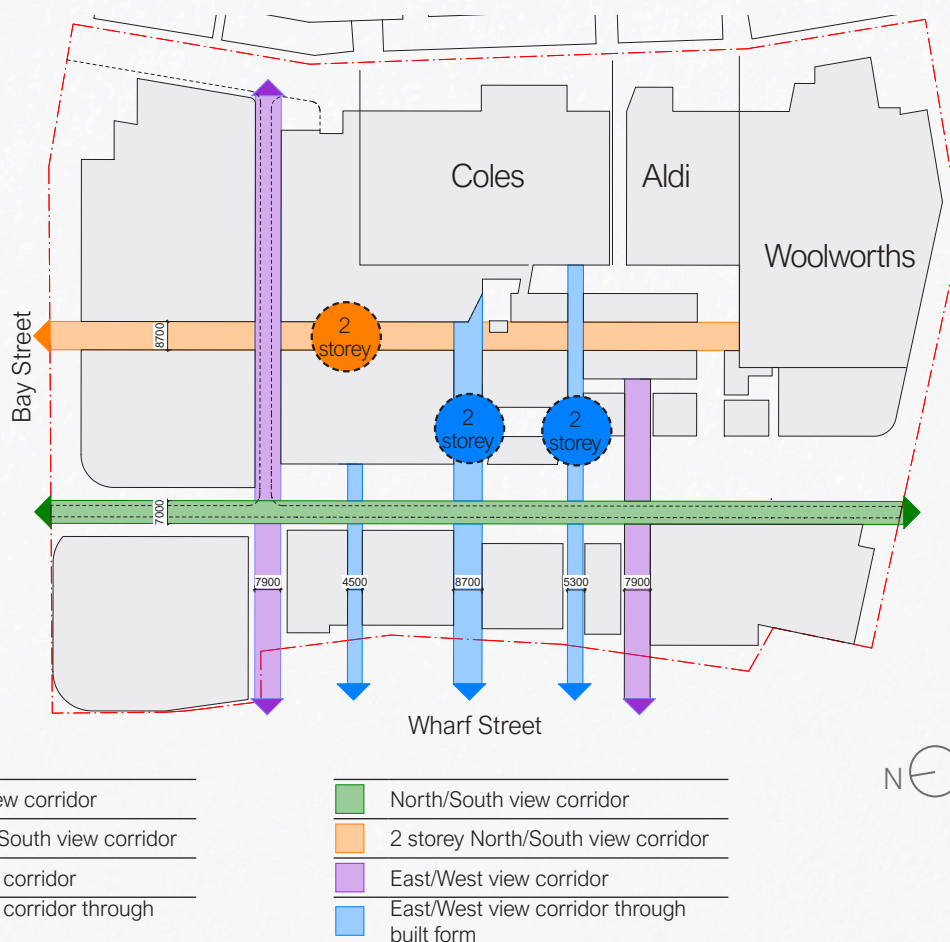 Coles
Aldi
Woolworths
Bay Street
8700
2
storey
2
storey
2
storey
7000
7900
4500
8700
5300
7900
Wharf Street
N
ew corridor
South view corridor
corridor
corridor through
North/South view corridor
2 storey North/South view corridor
East/West view corridor
East/West view corridor through
built form